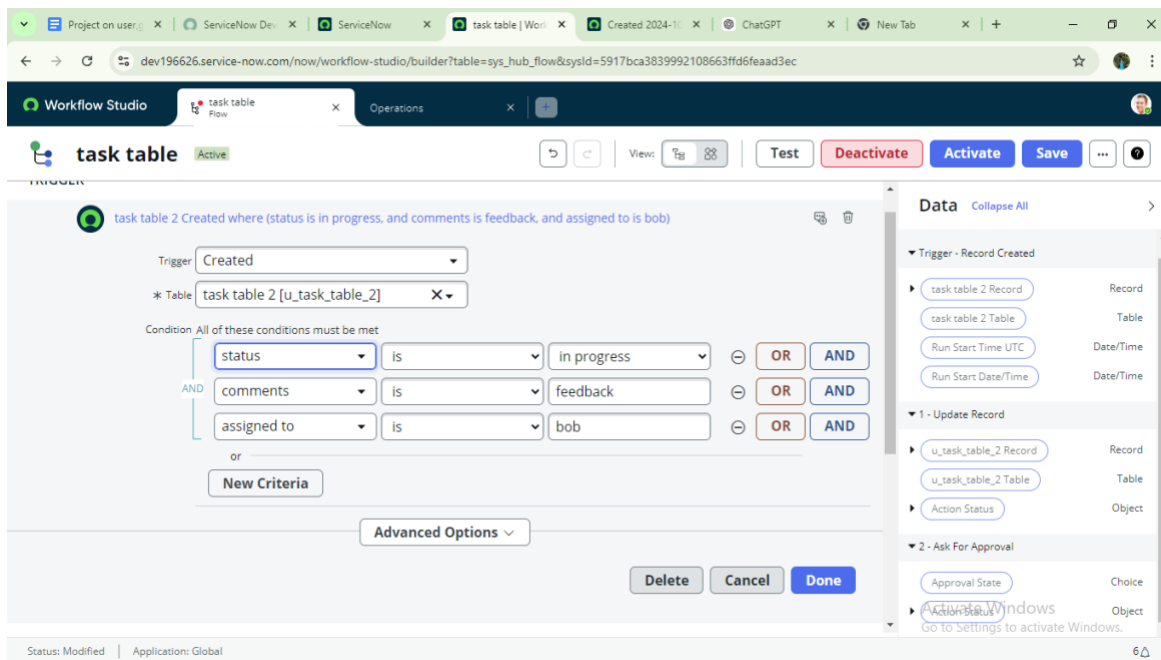 Project on user,g
ServiceNow Dev
ServiceNow
task table | Work
Created 2024-10
ChatGPT
New Tab
dev196626.service-now.com/now/workflow-studio/builder?table=sys_hub_flow&sysId=5917bca3839992108663ffd6feaad3ec
Workflow Studio
task table
Flow
Operations
task table
Active
View:
Test
Deactivate
Activate
Save
TRIGGER
task table 2 Created where (status is in progress, and comments is feedback, and assigned to is bob)
Trigger
Created
* Table
task table 2 [u_task_table_2]
Condition All of these conditions must be met
status is in progress OR AND
AND
comments is feedback OR AND
assigned to is bob OR AND
or
New Criteria
Advanced Options
Delete Cancel Done
Data Collapse All
Trigger - Record Created
task table 2 Record Record
task table 2 Table Table
Run Start Time UTC Date/Time
Run Start Date/Time Date/Time
1 - Update Record
u_task_table_2 Record Record
u_task_table_2 Table Table
Action Status Object
2 - Ask For Approval
Approval State Choice
Action Status Object
Activate Windows
Go to Settings to activate Windows.
Status: Modified | Application: Global
6